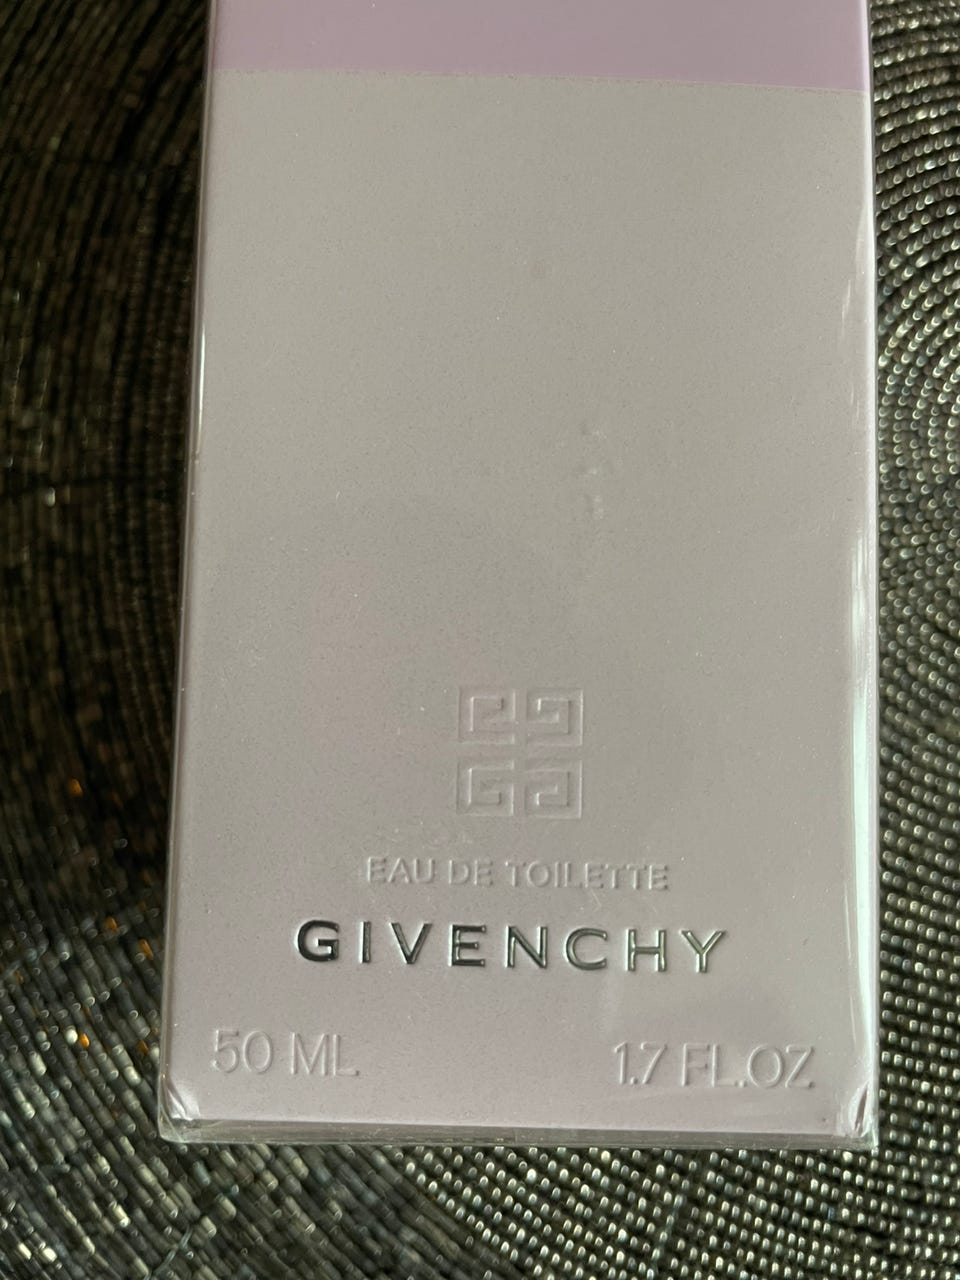 EAU DE TOILETTE
GIVENCHY
50 ML 1.7 FL.OZ